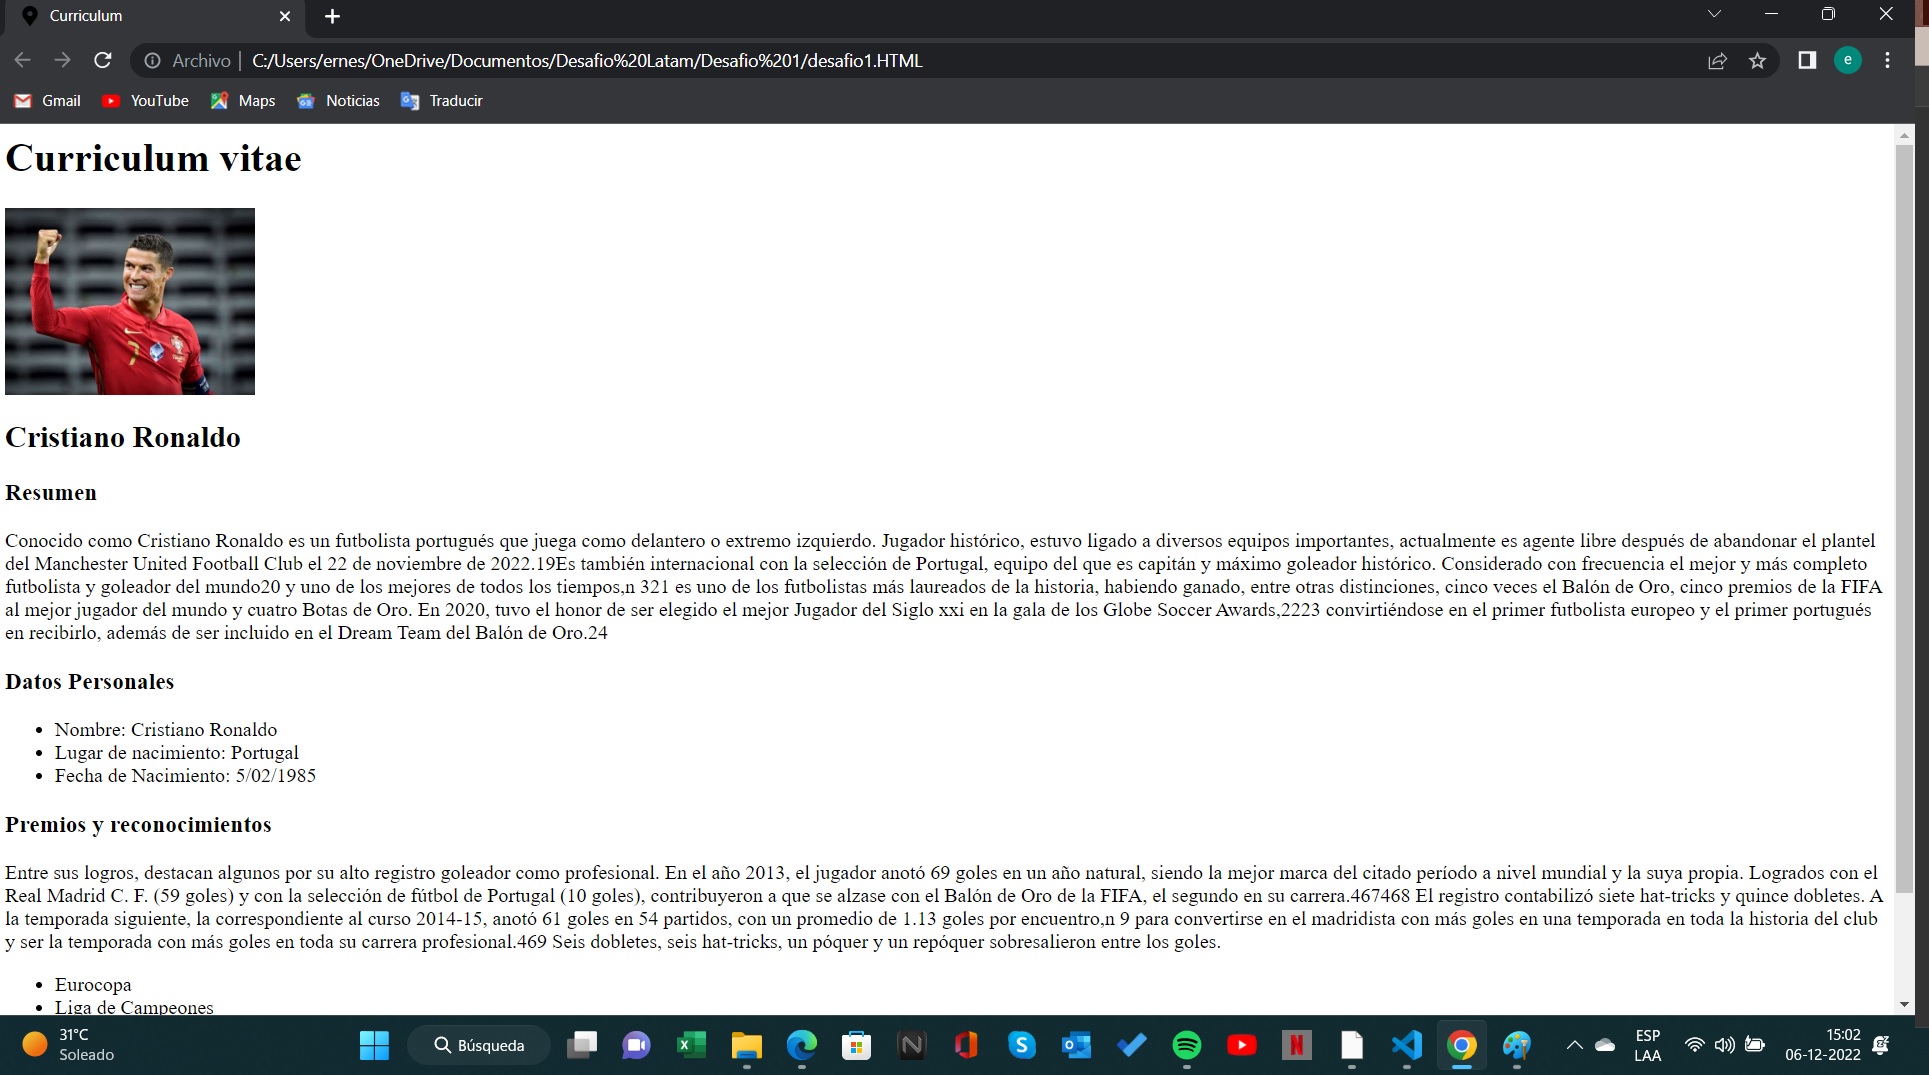 Curriculum
Archivo | C:/Users/ernes/OneDrive/Documentos/Desafio%20Latam/Desafio%201/desafio1.HTML
e
Gmail YouTube Maps Noticias Traducir
Curriculum vitae
7
Cristiano Ronaldo
Resumen
Conocido como Cristiano Ronaldo es un futbolista portugués que juega como delantero o extremo izquierdo. Jugador histórico, estuvo ligado a diversos equipos importantes, actualmente es agente libre después de abandonar el plantel
del Manchester United Football Club el 22 de noviembre de 2022.19Es también internacional con la selección de Portugal, equipo del que es capitán y máximo goleador histórico. Considerado con frecuencia el mejor y más completo
futbolista y goleador del mundo20 y uno de los mejores de todos los tiempos,n 321 es uno de los futbolistas más laureados de la historia, habiendo ganado, entre otras distinciones, cinco veces el Balón de Oro, cinco premios de la FIFA
al mejor jugador del mundo y cuatro Botas de Oro. En 2020, tuvo el honor de ser elegido el mejor Jugador del Siglo xxi en la gala de los Globe Soccer Awards,2223 convirtiéndose en el primer futbolista europeo y el primer portugués
en recibirlo, además de ser incluido en el Dream Team del Balón de Oro.24
Datos Personales
• Nombre: Cristiano Ronaldo
• Lugar de nacimiento: Portugal
• Fecha de Nacimiento: 5/02/1985
Premios y reconocimientos
Entre sus logros, destacan algunos por su alto registro goleador como profesional. En el año 2013, el jugador anotó 69 goles en un año natural, siendo la mejor marca del citado período a nivel mundial y la suya propia. Logrados con el
Real Madrid C. F. (59 goles) y con la selección de fútbol de Portugal (10 goles), contribuyeron a que se alzase con el Balón de Oro de la FIFA, el segundo en su carrera.467468 El registro contabilizó siete hat-tricks y quince dobletes. A
la temporada siguiente, la correspondiente al curso 2014-15, anotó 61 goles en 54 partidos, con un promedio de 1.13 goles por encuentro,n 9 para convertirse en el madridista con más goles en una temporada en toda la historia del club
y ser la temporada con más goles en toda su carrera profesional.469 Seis dobletes, seis hat-tricks, un póquer y un repóquer sobresalieron entre los goles.
• Eurocopa
• Liga de Campeones
31°C
Soleado
Búsqueda
ESP
LAA
15:02
06-12-2022